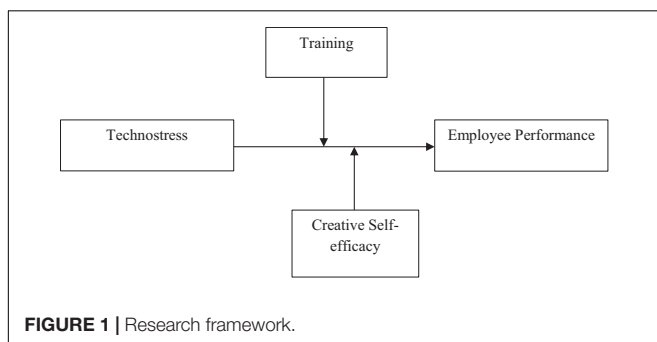 Training
Technostress
Employee Performance
Creative Self-
efficacy
FIGURE 1 | Research framework.